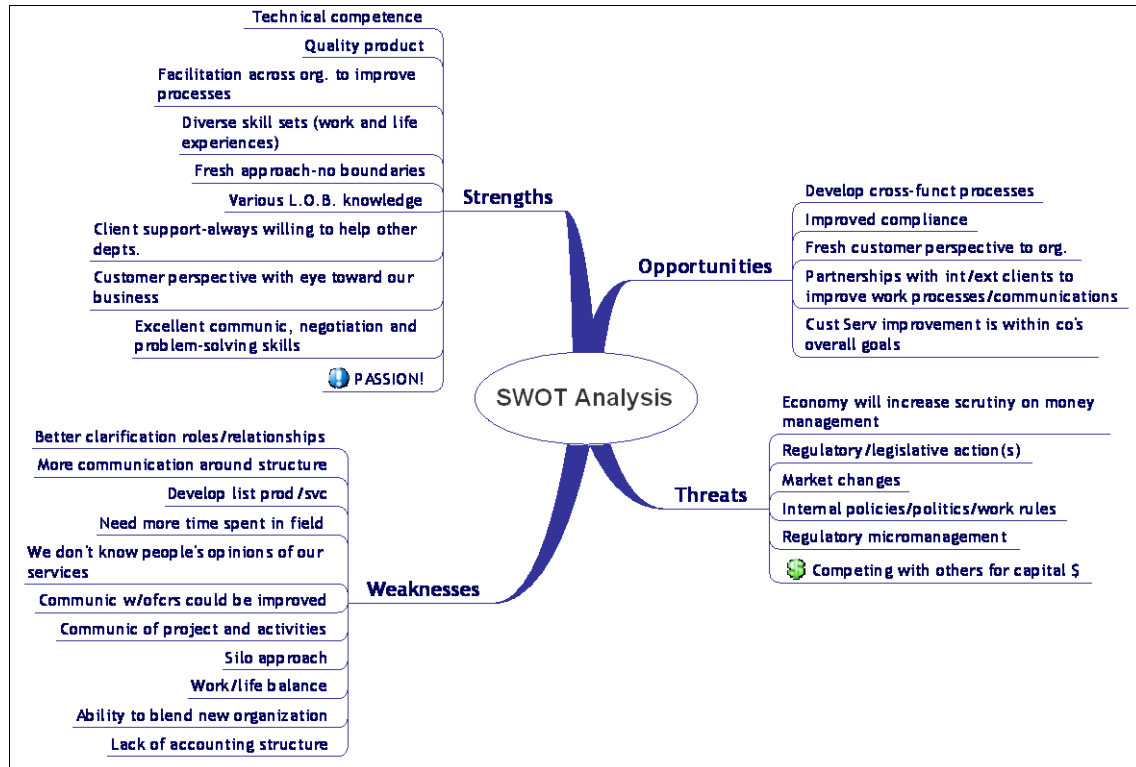 SWOT Analysis
Strengths
Technical competence
Quality product
Facilitation across org. to improve
processes
Diverse skill sets (work and life
experiences)
Fresh approach-no boundaries
Various L.O.B. knowledge
Client support-always willing to help other
depts.
Customer perspective with eye toward our
business
Excellent communic, negotiation and
problem-solving skills
PASSION!
Opportunities
Develop cross-funct processes
Improved compliance
Fresh customer perspective to org.
Partnerships with int/ext clients to
improve work processes/communications
Cust Serv improvement is within co's
overall goals
Weaknesses
Better clarification roles/relationships
More communication around structure
Develop list prod/svc
Need more time spent in field
We don't know people's opinions of our
services
Communic w/ofcrs could be improved
Communic of project and activities
Silo approach
Work/life balance
Ability to blend new organization
Lack of accounting structure
Threats
Economy will increase scrutiny on money
management
Regulatory/legislative action(s)
Market changes
Internal policies/politics/work rules
Regulatory micromanagement
$ Competing with others for capital $